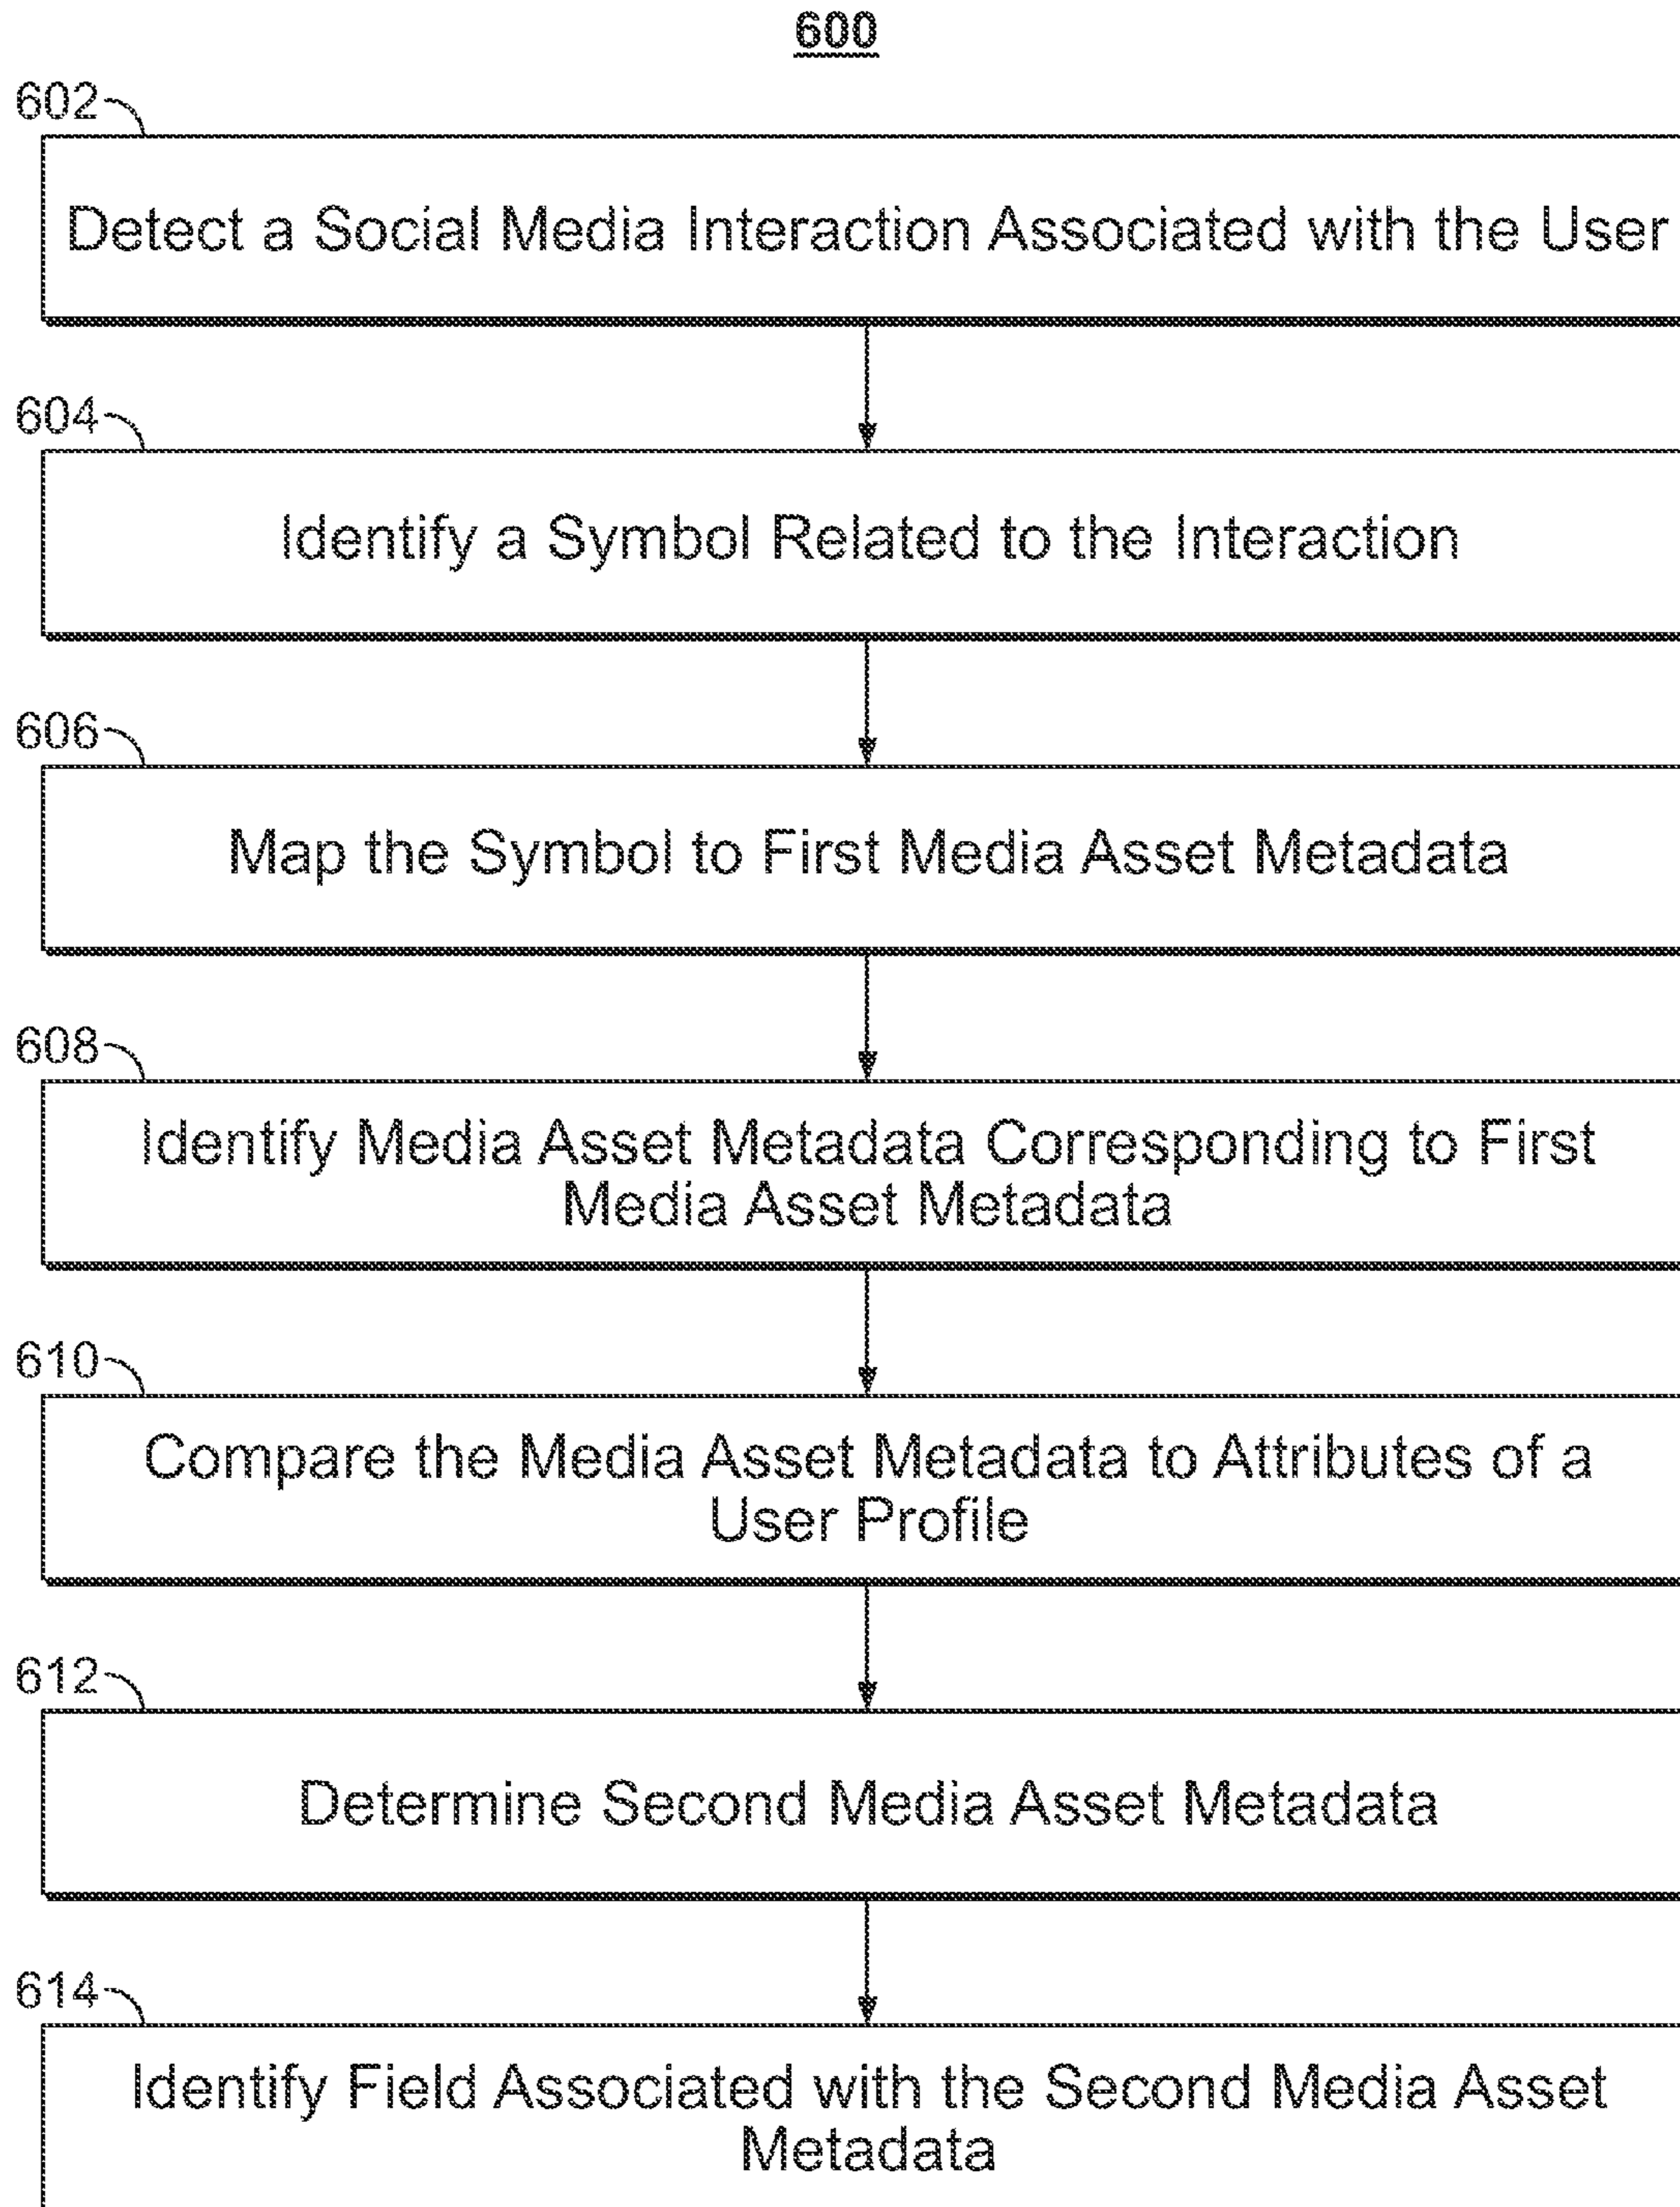 600
602
Detect a Social Media Interaction Associated with the User
604
Identify a Symbol Related to the Interaction
606
Map the Symbol to First Media Asset Metadata
608
Identify Media Asset Metadata Corresponding to First
Media Asset Metadata
610
Compare the Media Asset Metadata to Attributes of a
User Profile
612
Determine Second Media Asset Metadata
614
Identify Field Associated with the Second Media Asset
Metadata